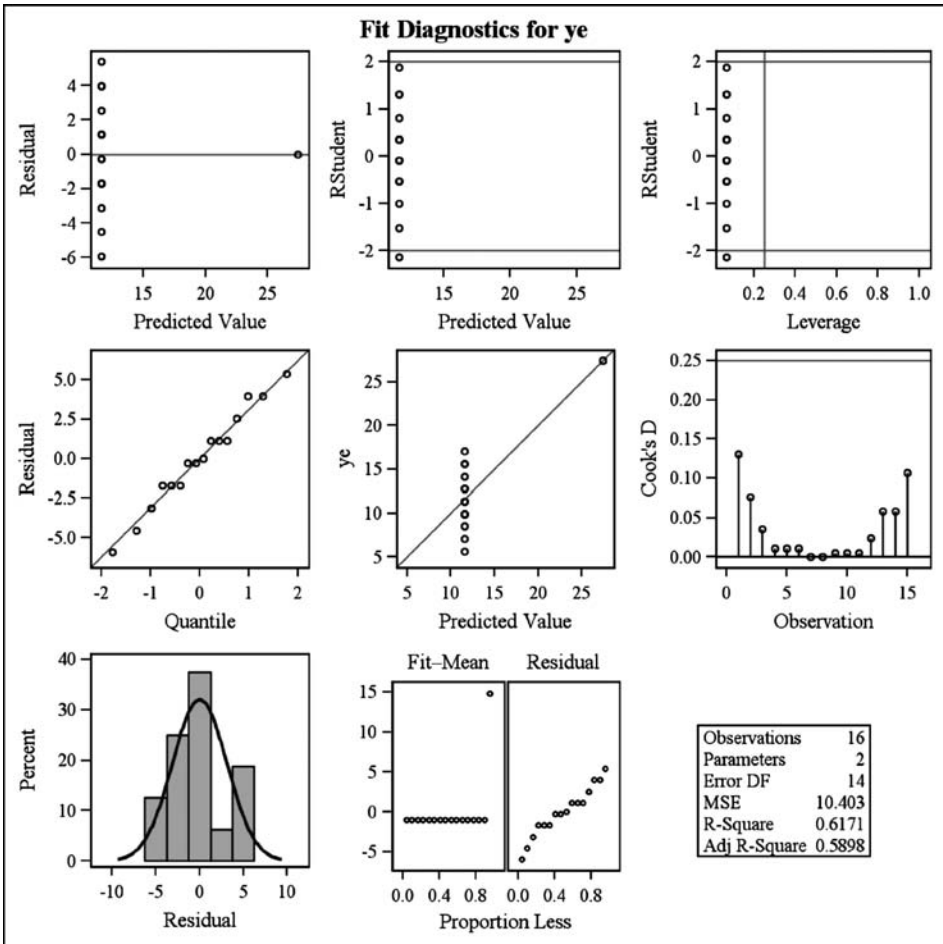 Fit Diagnostics for ye
Residual
4
2
0
-2
-4
-6
15 20 25
Predicted Value
RStudent
2
1
0
-1
-2
15 20 25
Predicted Value
RStudent
2
1
0
-1
-2
0.2 0.4 0.6 0.8 1.0
Leverage
Residual
5.0
2.5
0.0
-2.5
-5.0
-2 -1 0 1 2
Quantile
ye
25
20
15
10
5
5 10 15 20 25
Predicted Value
Cook's D
0.25
0.20
0.15
0.10
0.05
0.00
0 5 10 15
Observation
Percent
40
30
20
10
0
-10 -5 0 5 10
Residual
Fit–Mean Residual
15
10
5
0
-5
0.0 0.4 0.8 0.0 0.4 0.8
Proportion Less
Observations 16
Parameters 2
Error DF 14
MSE 10.403
R-Square 0.6171
Adj R-Square 0.5898